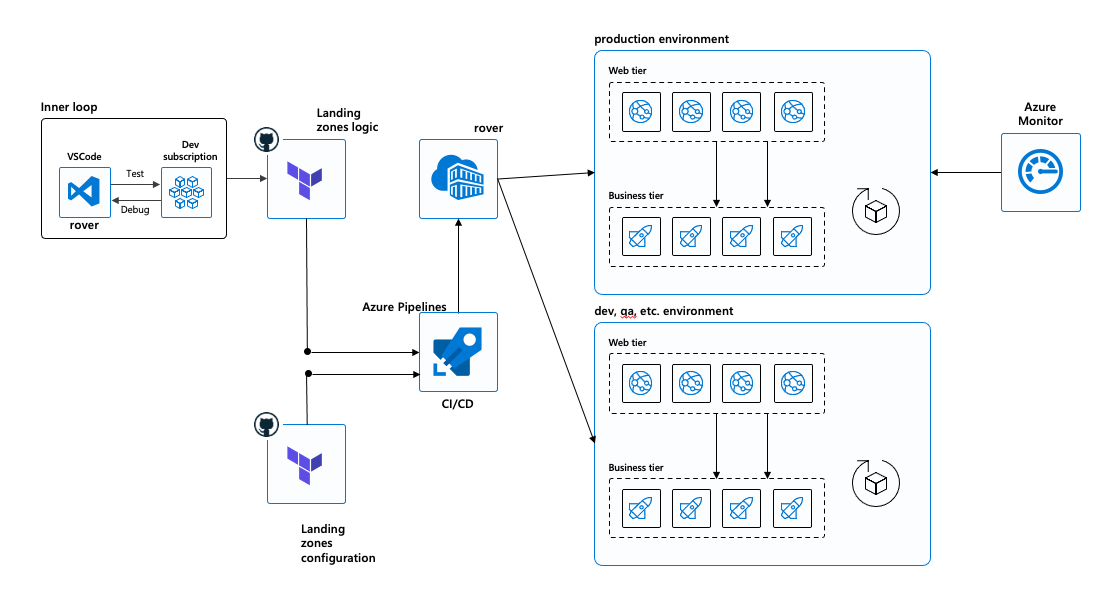 Inner loop
VSCode
Dev
subscription
Test
Debug
rover
Landing
zones logic
rover
Azure Pipelines
CI/CD
Landing
zones
configuration
production environment
Web tier
Business tier
dev, qa, etc. environment
Web tier
Business tier
Azure
Monitor